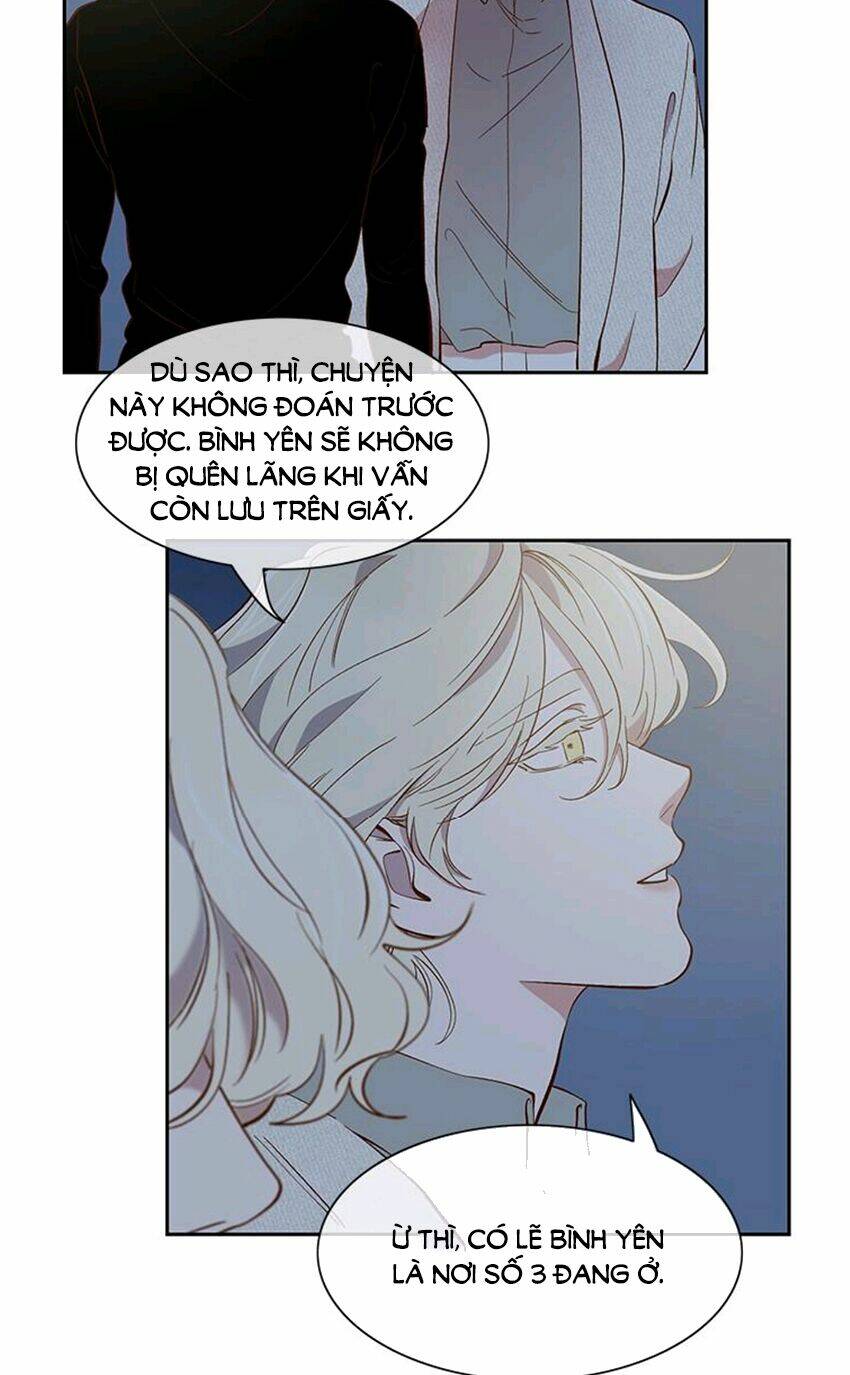 DÙ SAO THÌ, CHUYỆN
NÀY KHÔNG ĐOÁN TRƯỚC
ĐƯỢC. BÌNH YÊN SẼ KHÔNG
BỊ QUÊN LÃNG KHI VẪN
CÒN LƯU TRÊN GIẤY.
Ừ THÌ, CÓ LẼ BÌNH YÊN
LÀ NƠI SỐ 3 ĐANG Ở.